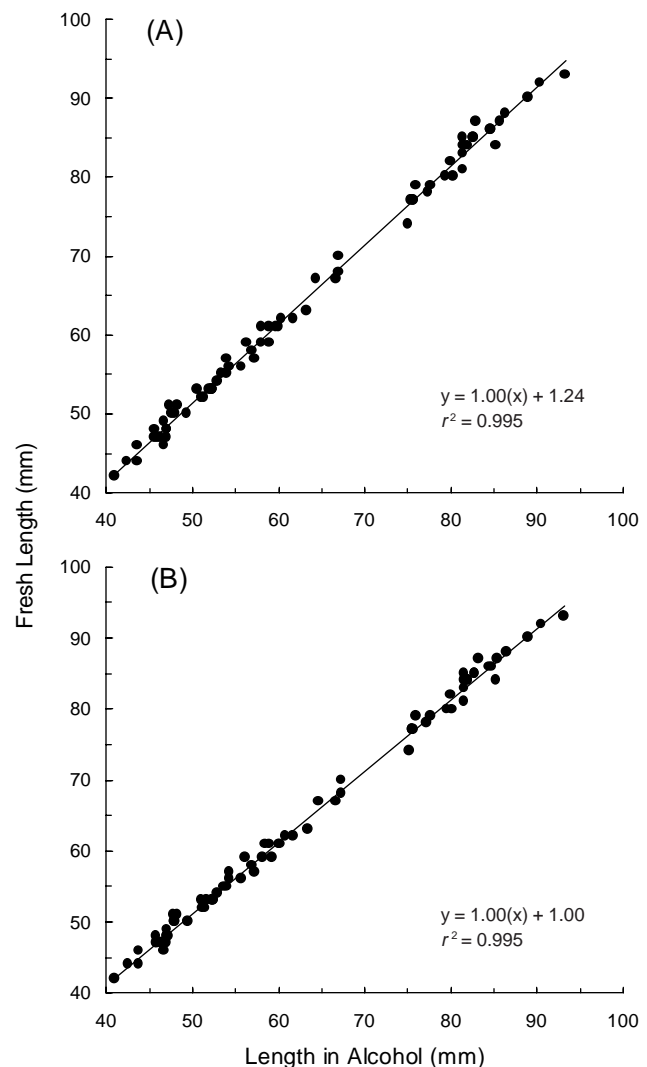 (A)
100
90
80
70
60
50
40
y = 1.00(x) + 1.24
r² = 0.995
40 50 60 70 80 90 100
Fresh Length (mm)
(B)
100
90
80
70
60
50
40
y = 1.00(x) + 1.00
r² = 0.995
40 50 60 70 80 90 100
Length in Alcohol (mm)